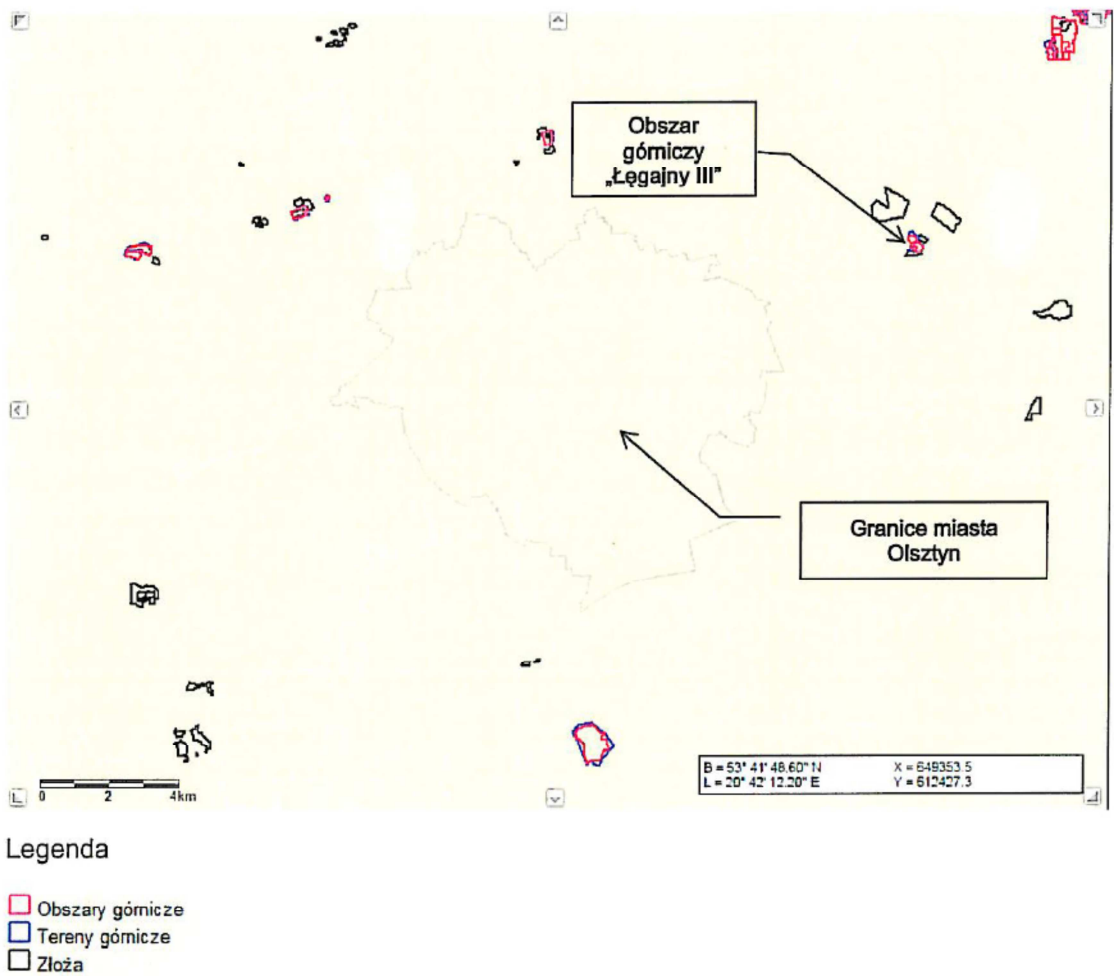 Obszar
górniczy
„Łęgajny III”
Granice miasta
Olsztyn
B = 53° 41' 48,60" N X = 649353.5
L = 20° 42' 12.20" E Y = 612427.3
0 2 4km
Legenda
Obszary górnicze
Tereny górnicze
Złoża